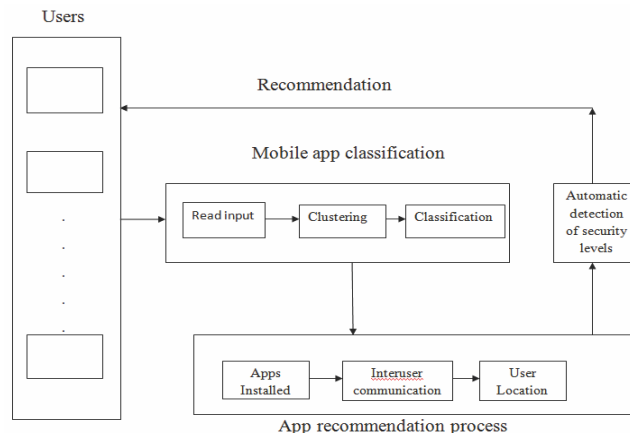 Users
Recommendation
Mobile app classification
Read input
Clustering
Classification
Automatic
detection
of security
levels
Apps
Installed
Interuser
communication
User
Location
App recommendation process